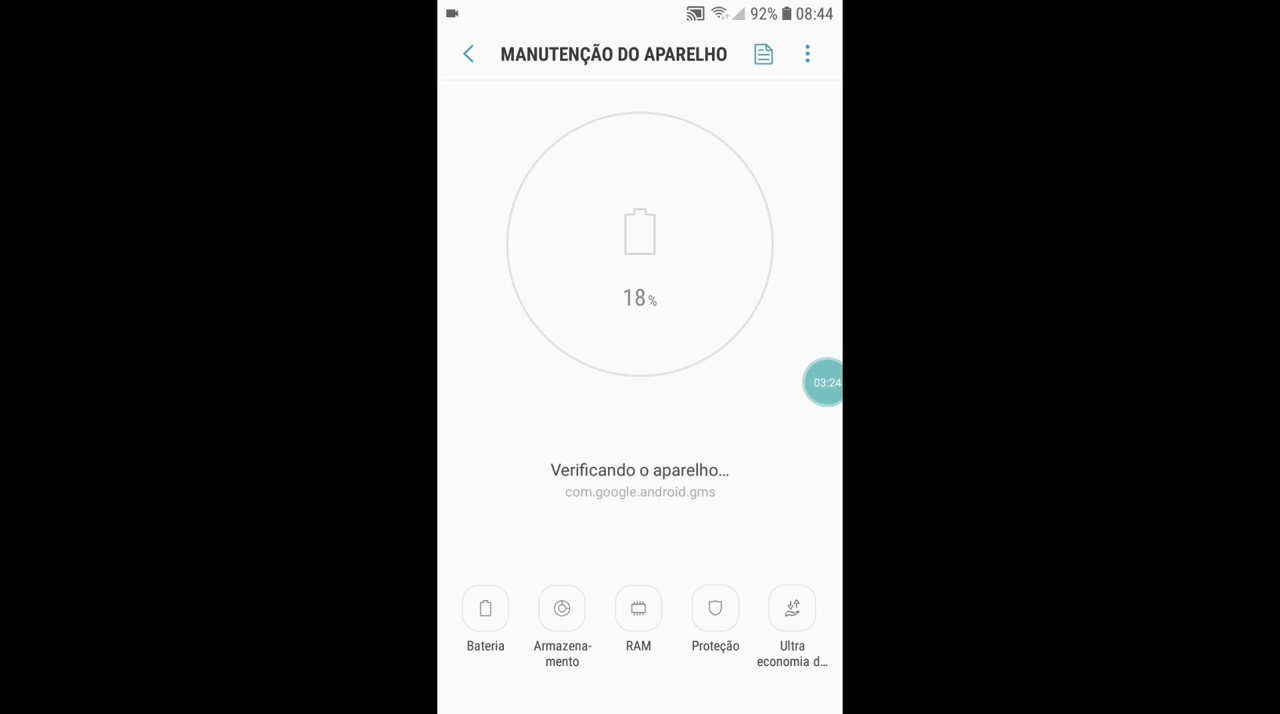 92% 08:44
MANUTENÇÃO DO APARELHO
18%
03:24
Verificando o aparelho...
com.google.android.gms
Bateria
Armazena-
mento
RAM
Proteção
Ultra
economia d...